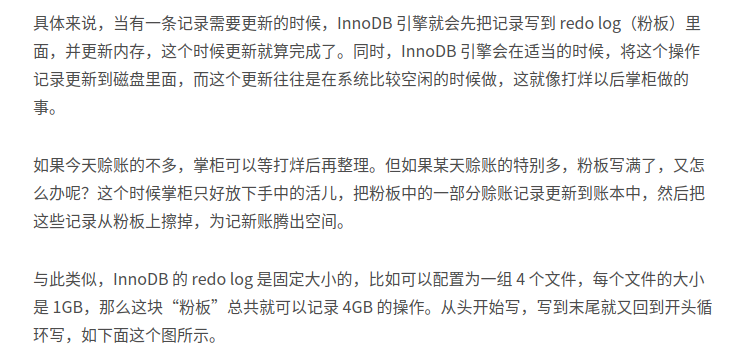 具体来说，当有一条记录需要更新的时候，InnoDB 引擎就会先把记录写到 redo log（粉板）里
面，并更新内存，这个时候更新就算完成了。同时，InnoDB 引擎会在适当的时候，将这个操作
记录更新到磁盘里面，而这个更新往往是在系统比较空闲的时候做，这就像打烊以后掌柜做的
事。
如果今天赊账的不多，掌柜可以等打烊后再整理。但如果某天赊账的特别多，粉板写满了，又怎
么办呢？这个时候掌柜只好放下手中的活儿，把粉板中的一部分赊账记录更新到账本中，然后把
这些记录从粉板上擦掉，为记新账腾出空间。
与此类似，InnoDB 的 redo log 是固定大小的，比如可以配置为一组 4 个文件，每个文件的大小
是 1GB，那么这块“粉板”总共就可以记录 4GB 的操作。从头开始写，写到末尾就又回到开头循
环写，如下面这个图所示。